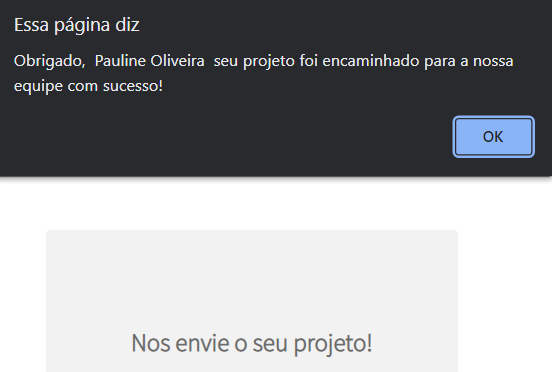 Essa página diz
Obrigado,  Pauline Oliveira  seu projeto foi encaminhado para a nossa
equipe com sucesso!
OK
Nos envie o seu projeto!